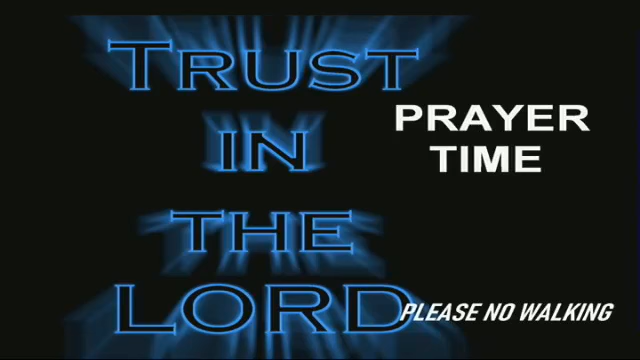 TRUST
IN
THE
LORD
PRAYER
TIME
PLEASE NO WALKING